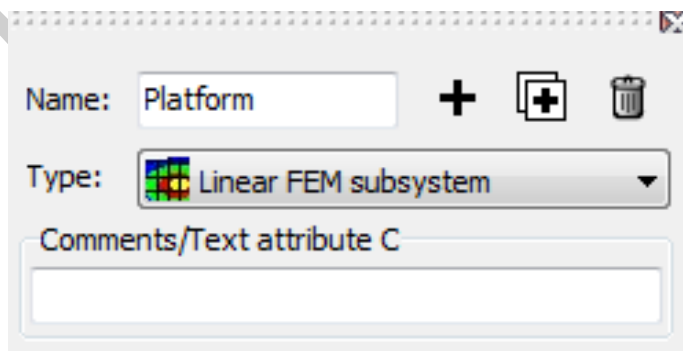 Name: Platform
Type: Linear FEM subsystem
Comments/Text attribute C